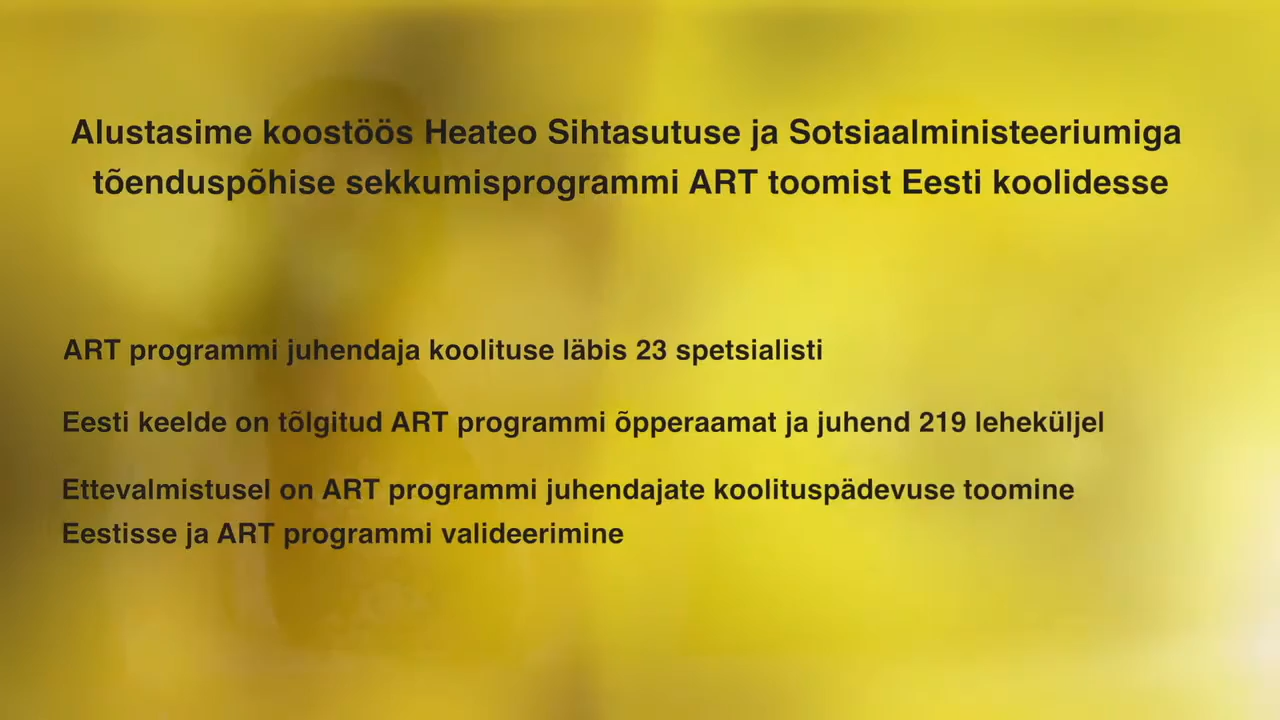 Alustasime koostöös Heateo Sihtasutuse ja Sotsiaalministeeriumiga
tõenduspõhise sekkumisprogrammi ART toomist Eesti koolidesse
ART programmi juhendaja koolituse läbis 23 spetsialisti
Eesti keelde on tõlgitud ART programmi õpperaamat ja juhend 219 leheküljel
Ettevalmistusel on ART programmi juhendajate koolituspädevuse toomine
Eestisse ja ART programmi valideerimine